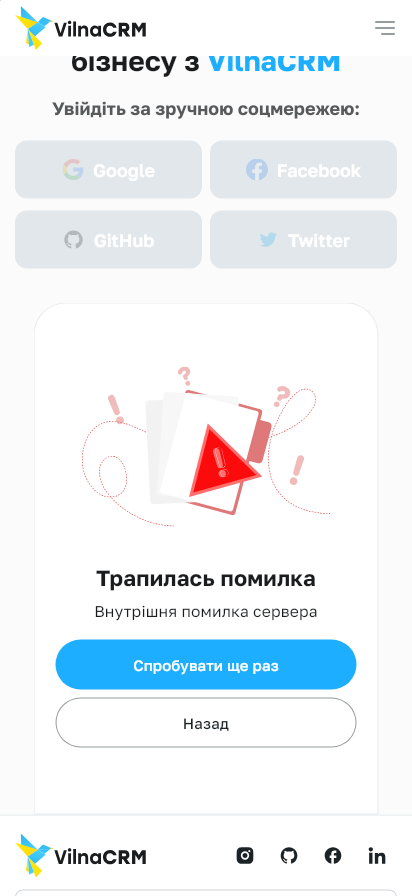 VilnaCRM
бізнесу з VilnaCRM
Увійдіть за зручною соцмережею:
Google
Facebook
GitHub
Twitter
Трапилась помилка
Внутрішня помилка сервера
Спробувати ще раз
Назад
VilnaCRM